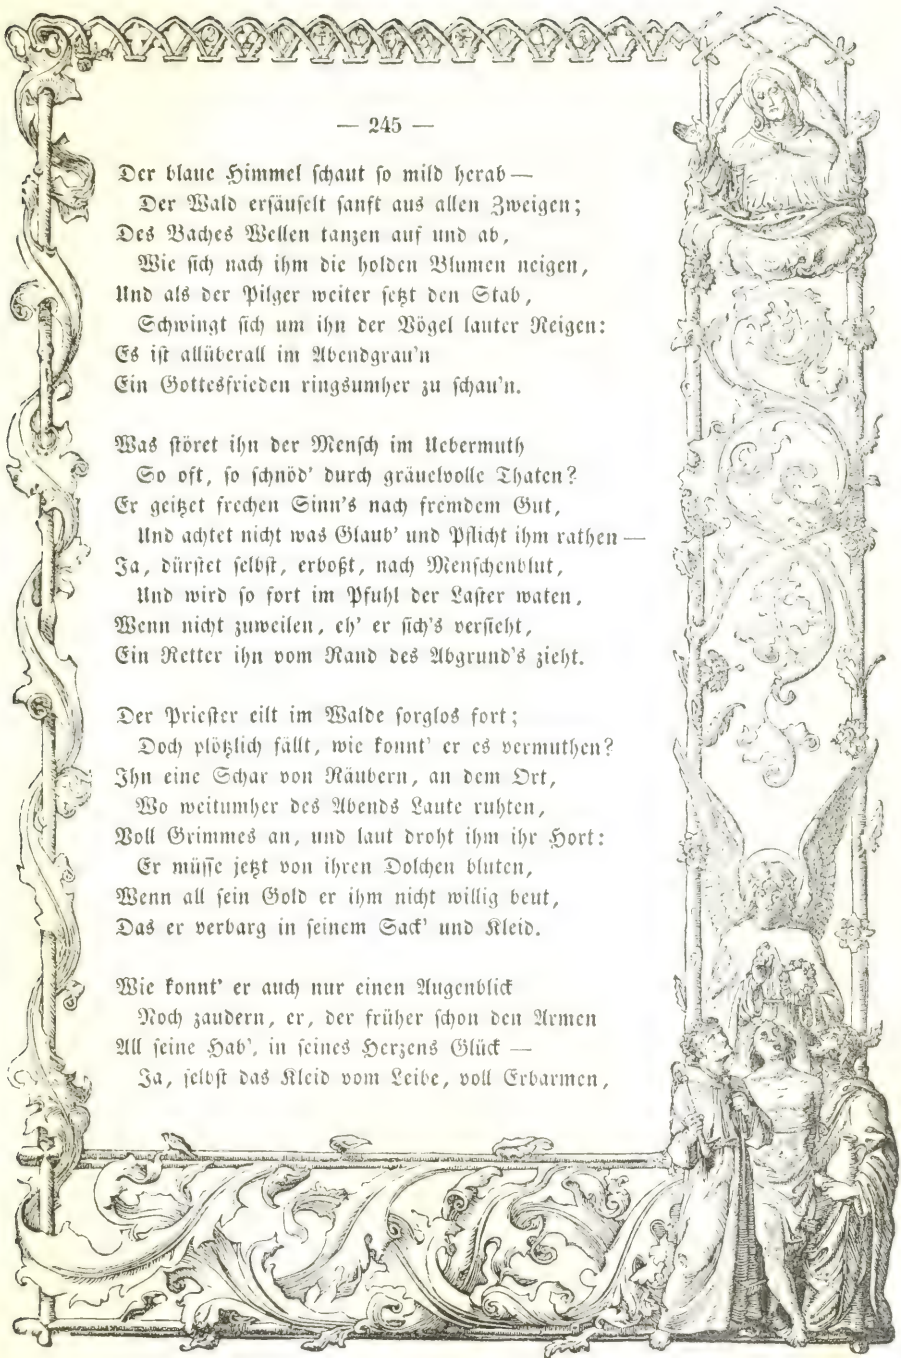 — 245 —
Der blaue Himmel schaut so mild herab —
Der Wald ersäuselt sanft aus allen Zweigen;
Des Baches Wellen tanzen auf und ab,
Wie sich nach ihm die holden Blumen neigen,
Und als der Pilger weiter setzt den Stab,
Schwingt sich um ihn der Vögel lauter Reigen:
Es ist allüberall im Abendgrau'n
Ein Gottesfrieden ringsumher zu schau'n.
Was störet ihn der Mensch im Uebermuth
So oft, so schnöd' durch gräuelvolle Thaten?
Er geitzet frechen Sinn's nach fremdem Gut,
Und achtet nicht was Glaub' und Pflicht ihm rathen —
Ja, dürstet selbst, erboßt, nach Menschenblut,
Und wird so fort im Pfuhl der Laster waten,
Wenn nicht zuweilen, eh' er sich's versieht,
Ein Retter ihn vom Rand des Abgrund's zieht.
Der Priester eilt im Walde sorglos fort;
Doch plötzlich fällt, wie konnt' er es vermuthen?
Ihn eine Schar von Räubern, an dem Ort,
Wo weitumher des Abends Laute ruhten,
Voll Grimmes an, und laut droht ihm ihr Hort:
Er müsse jetzt von ihren Dolchen bluten,
Wenn all sein Gold er ihm nicht willig beut,
Das er verbarg in seinem Sack' und Kleid.
Wie konnt' er auch nur einen Augenblick
Noch zaudern, er, der früher schon den Armen
All seine Hab', in seines Herzens Glück —
Ja, selbst das Kleid vom Leibe, voll Erbarmen,